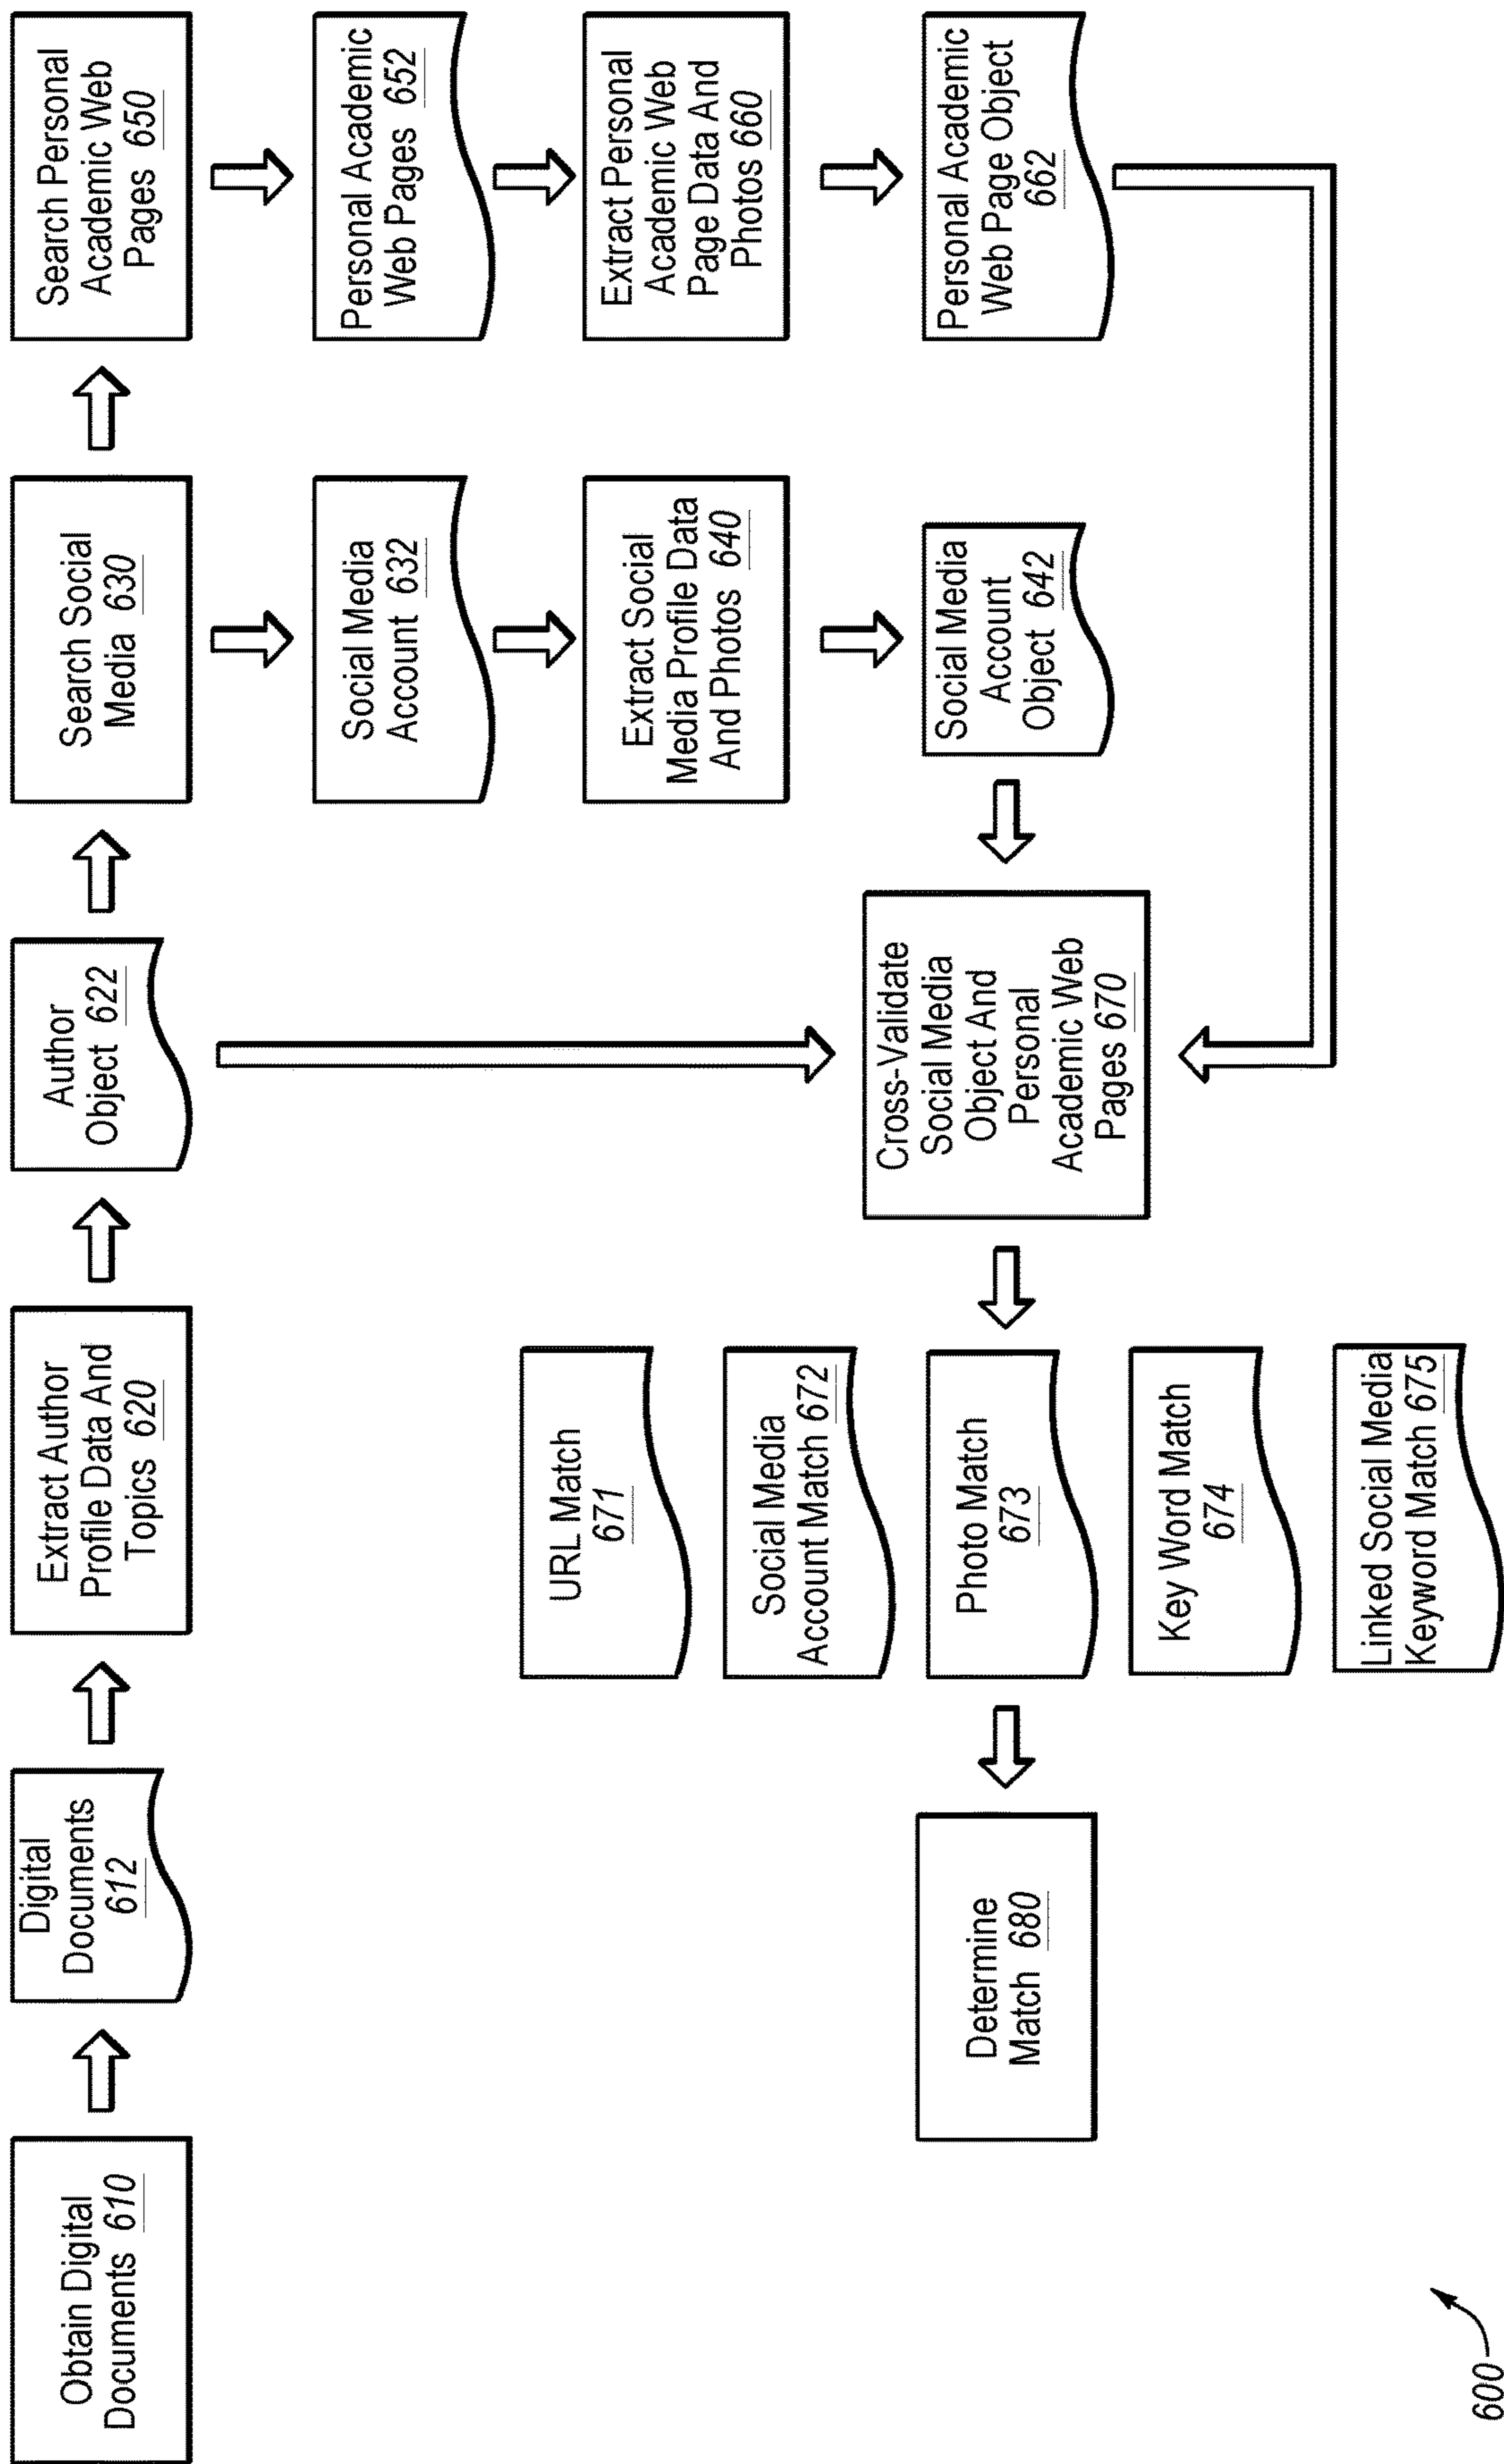 Obtain Digital
Documents 610
Digital
Documents
612
Extract Author
Profile Data And
Topics 620
Author
Object 622
Search Social
Media 630
Search Personal
Academic Web
Pages 650
Social Media
Account 632
Personal Academic
Web Pages 652
Extract Social
Media Profile Data
And Photos 640
Extract Personal
Academic Web
Page Data And
Photos 660
Social Media
Account
Object 642
Personal Academic
Web Page Object
662
Cross-Validate
Social Media
Object And
Personal
Academic Web
Pages 670
URL Match
671
Social Media
Account Match 672
Photo Match
673
Key Word Match
674
Linked Social Media
Keyword Match 675
Determine
Match 680
600